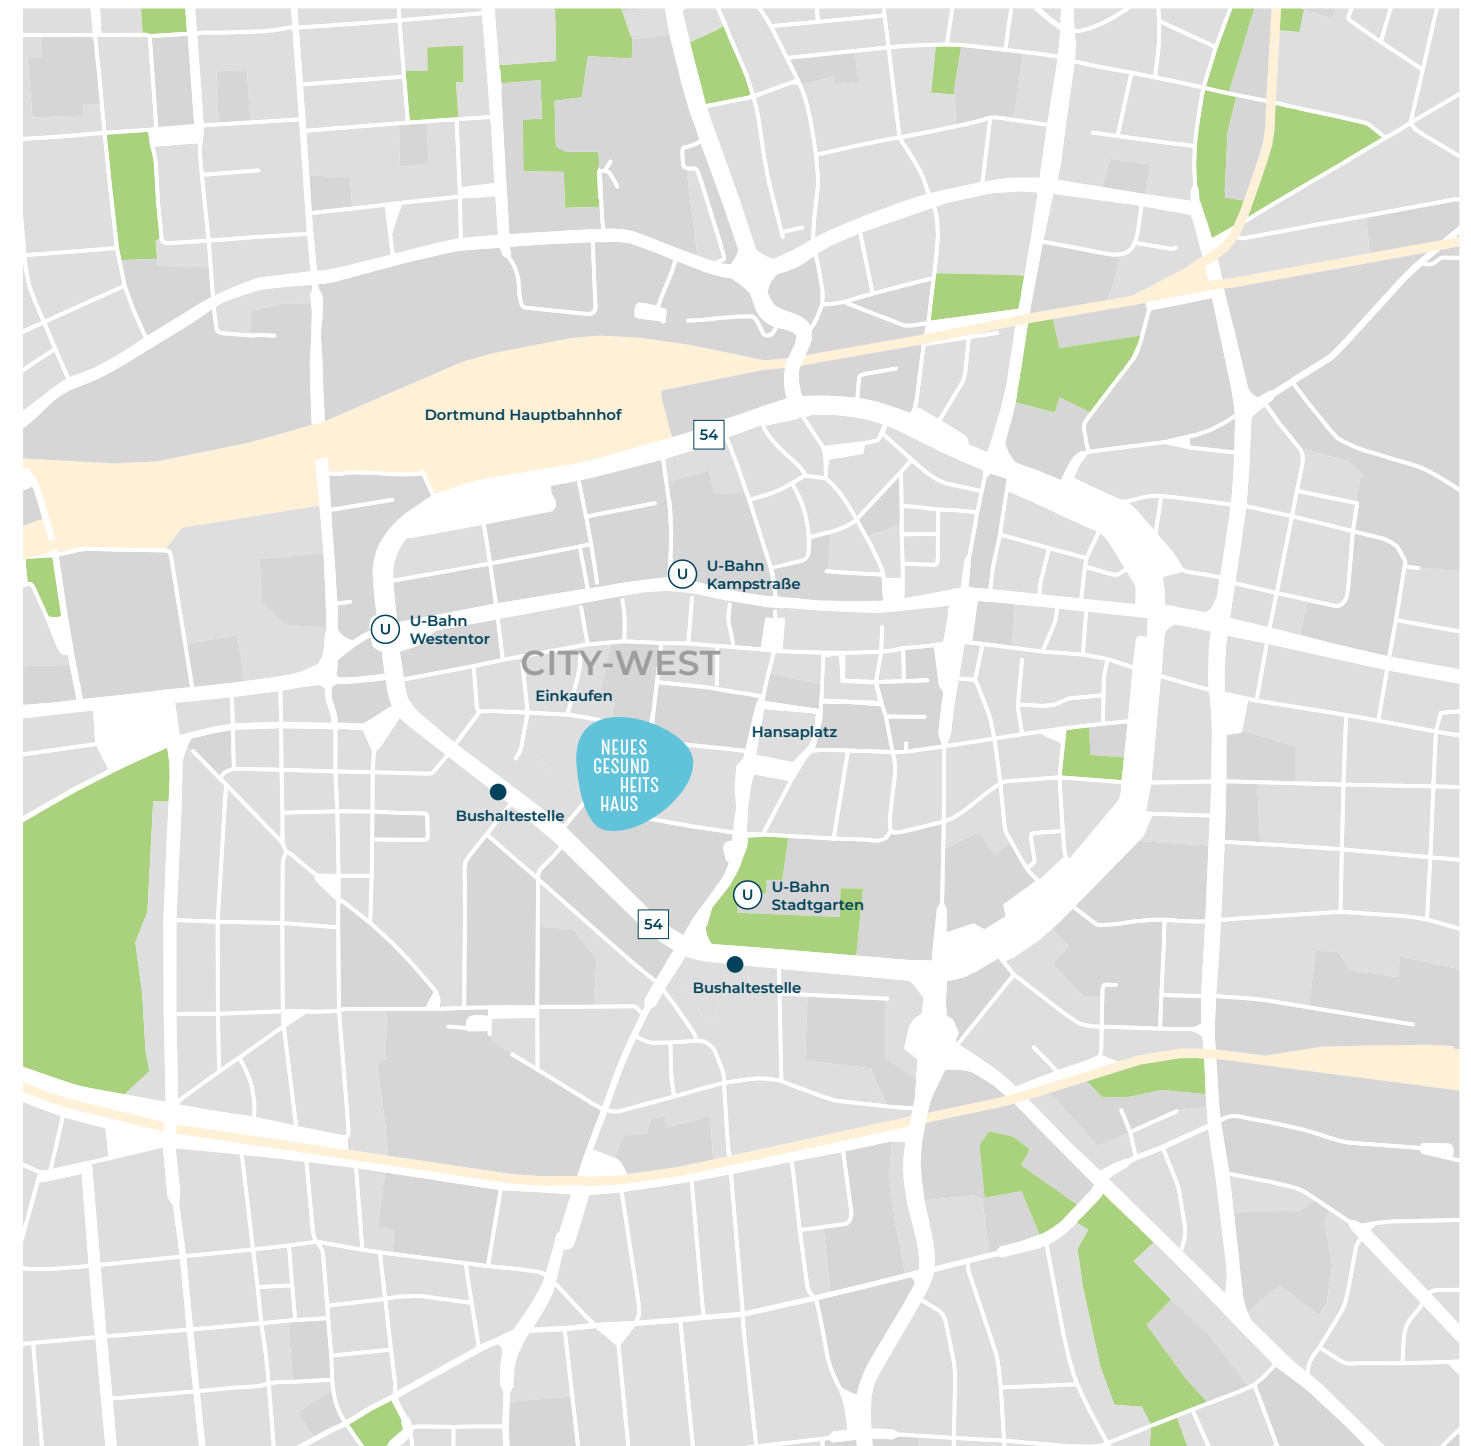 Dortmund Hauptbahnhof
54
U-Bahn
Kampstraße
U
U
U-Bahn
Westentor
CITY-WEST
Einkaufen
Hansaplatz
NEUES
GESUND
HEITS
HAUS
Bushaltestelle
U
U-Bahn
Stadtgarten
54
Bushaltestelle